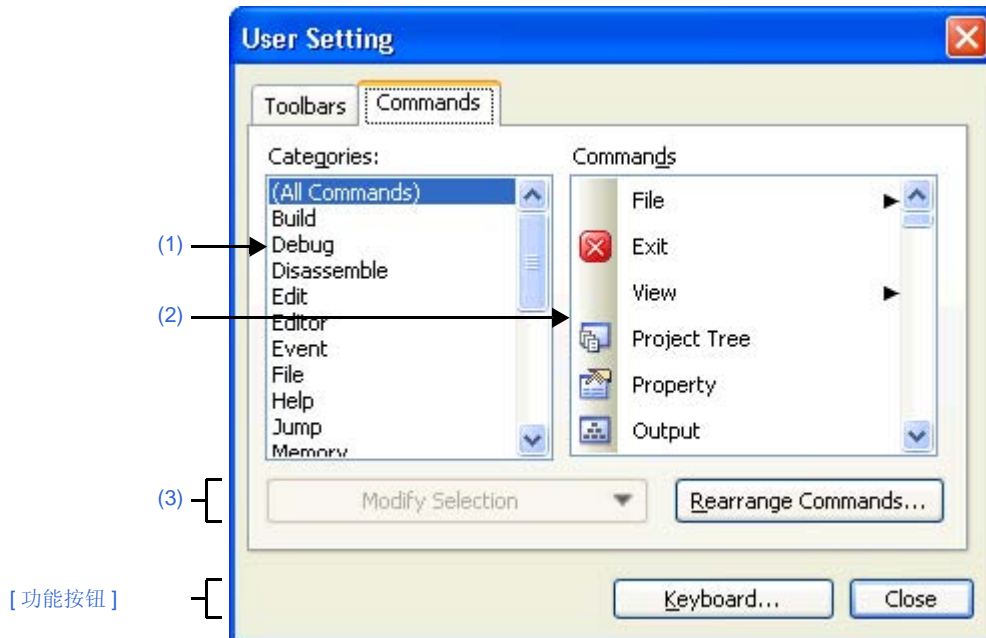 User Setting
Toolbars
Commands
Categories:
(All Commands)
Build
Debug
Disassemble
Edit
Editor
Event
File
Help
Jump
Memory
Commands
File
Exit
View
Project Tree
Property
Output
(1)
(2)
(3)
Modify Selection
Rearrange Commands...
[ 功能按钮 ]
Keyboard...
Close